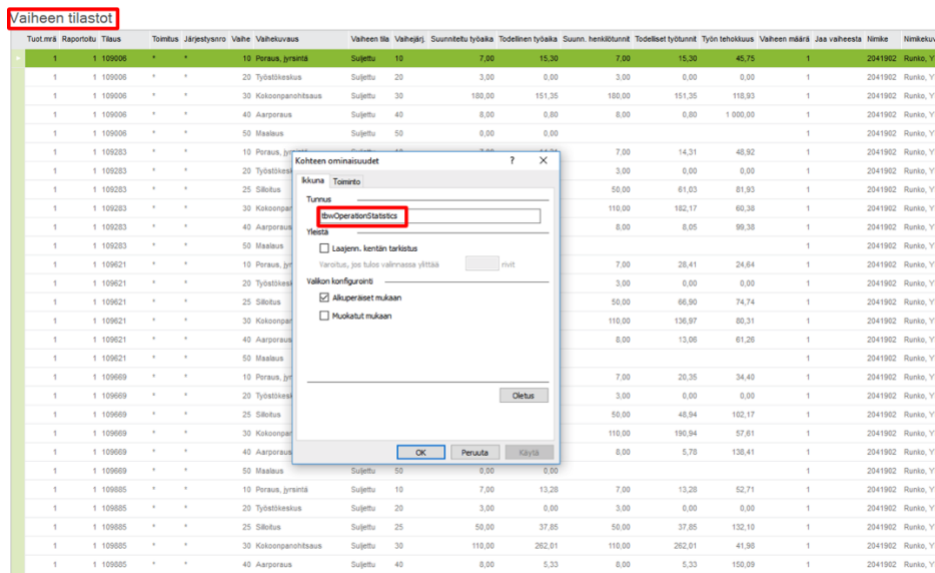 Vaiheen tilastot
Tuot.mrä Raportoitu Tilaus Toimitus Järjestysnro Vaihe Vaihekuvaus Vaiheen tila Vaihejärj. Suunniteltu työaika Todellinen työaika Suunn. henkilötunnit Todelliset työtunnit Työn tehokkuus Vaiheen määrä Jaa vaiheesta Nimike Nimikekuv
1 1 109006 * * 10 Poraus, jyrsintä Suljettu 10 7,00 15,30 7,00 15,30 45,75 1 2041902 Runko, Y
1 1 109006 * * 20 Työstökeskus Suljettu 20 3,00 0,00 3,00 0,00 0,00 1 2041902 Runko, Y
1 1 109006 * * 30 Kokoonpanohitsaus Suljettu 30 180,00 151,35 180,00 151,35 118,93 1 2041902 Runko, Y
1 1 109006 * * 40 Aarporaus Suljettu 40 8,00 0,80 8,00 0,80 1 000,00 1 2041902 Runko, Y
1 1 109006 * * 50 Maalaus Suljettu 50 0,00 0,00 1 2041902 Runko, Y
1 1 109283 * * 10 Poraus, jyr 7,00 14,31 48,92 1 2041902 Runko, Y
1 1 109283 * * 20 Työstökesk 3,00 0,00 0,00 1 2041902 Runko, Y
1 1 109283 * * 25 Silloitus 50,00 61,03 81,93 1 2041902 Runko, Y
1 1 109283 * * 30 Kokoonpan 110,00 182,17 60,38 1 2041902 Runko, Y
1 1 109283 * * 40 Aarporaus 8,00 8,05 99,38 1 2041902 Runko, Y
1 1 109283 * * 50 Maalaus 1 2041902 Runko, Y
1 1 109621 * * 10 Poraus, jyr 7,00 28,41 24,64 1 2041902 Runko, Y
1 1 109621 * * 20 Työstökesk 3,00 0,00 0,00 1 2041902 Runko, Y
1 1 109621 * * 25 Silloitus 50,00 66,90 74,74 1 2041902 Runko, Y
1 1 109621 * * 30 Kokoonpan 110,00 136,97 80,31 1 2041902 Runko, Y
1 1 109621 * * 40 Aarporaus 8,00 13,06 61,26 1 2041902 Runko, Y
1 1 109621 * * 50 Maalaus 1 2041902 Runko, Y
1 1 109669 * * 10 Poraus, jyr 7,00 20,35 34,40 1 2041902 Runko, Y
1 1 109669 * * 20 Työstökesk 3,00 0,00 0,00 1 2041902 Runko, Y
1 1 109669 * * 25 Silloitus 50,00 48,94 102,17 1 2041902 Runko, Y
1 1 109669 * * 30 Kokoonpan 110,00 190,94 57,61 1 2041902 Runko, Y
1 1 109669 * * 40 Aarporaus 8,00 5,78 138,41 1 2041902 Runko, Y
1 1 109669 * * 50 Maalaus Suljettu 50 0,00 0,00 1 2041902 Runko, Y
1 1 109885 * * 10 Poraus, jyrsintä Suljettu 10 7,00 13,28 7,00 13,28 52,71 1 2041902 Runko, Y
1 1 109885 * * 20 Työstökeskus Suljettu 20 3,00 0,00 3,00 0,00 0,00 1 2041902 Runko, Y
1 1 109885 * * 25 Silloitus Suljettu 25 50,00 37,85 50,00 37,85 132,10 1 2041902 Runko, Y
1 1 109885 * * 30 Kokoonpanohitsaus Suljettu 30 110,00 262,01 110,00 262,01 41,98 1 2041902 Runko, Y
1 1 109885 * * 40 Aarporaus Suljettu 40 8,00 5,33 8,00 5,33 150,09 1 2041902 Runko, Y
Kohteen ominaisuudet ? X
Ikkuna Toiminto
Tunnus
tbwOperationStatistics
Yleistä
Laajenn. kentän tarkistus
Varoitus, jos tulos valinnassa ylittää rivit
Valikon konfigurointi
Alkuperäiset mukaan
Muokatut mukaan
Oletus
OK Peruuta Käytä